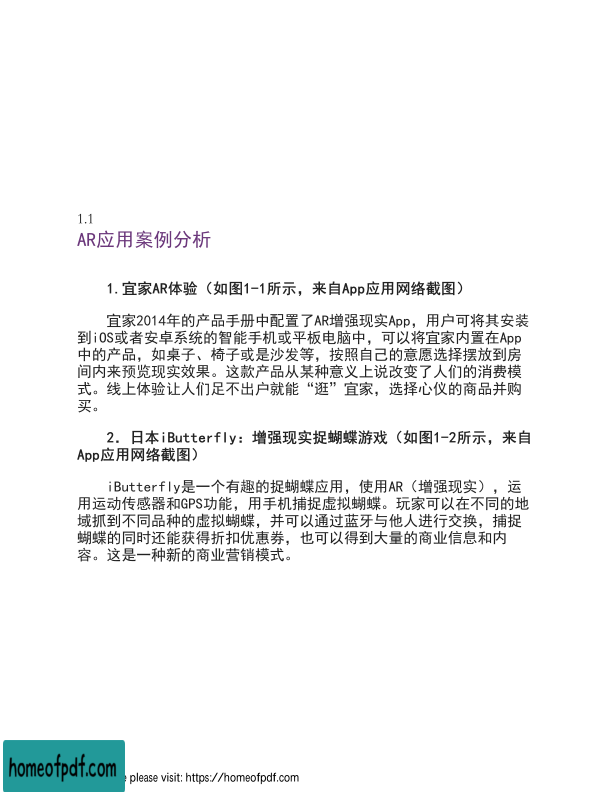 1.1
AR应用案例分析
1.宜家AR体验（如图1-1所示，来自App应用网络截图）
宜家2014年的产品手册中配置了AR增强现实App，用户可将其安装
到iOS或者安卓系统的智能手机或平板电脑中，可以将宜家内置在App
中的产品，如桌子、椅子或是沙发等，按照自己的意愿选择摆放到房
间内来预览现实效果。这款产品从某种意义上说改变了人们的消费模
式。线上体验让人们足不出户就能“逛”宜家，选择心仪的商品并购
买。
2．日本iButterfly：增强现实捉蝴蝶游戏（如图1-2所示，来自
App应用网络截图）
iButterfly是一个有趣的捉蝴蝶应用，使用AR（增强现实），运
用运动传感器和GPS功能，用手机捕捉虚拟蝴蝶。玩家可以在不同的地
域抓到不同品种的虚拟蝴蝶，并可以通过蓝牙与他人进行交换，捕捉
蝴蝶的同时还能获得折扣优惠券，也可以得到大量的商业信息和内
容。这是一种新的商业营销模式。
homeofpdf.com
please visit: https://homeofpdf.com